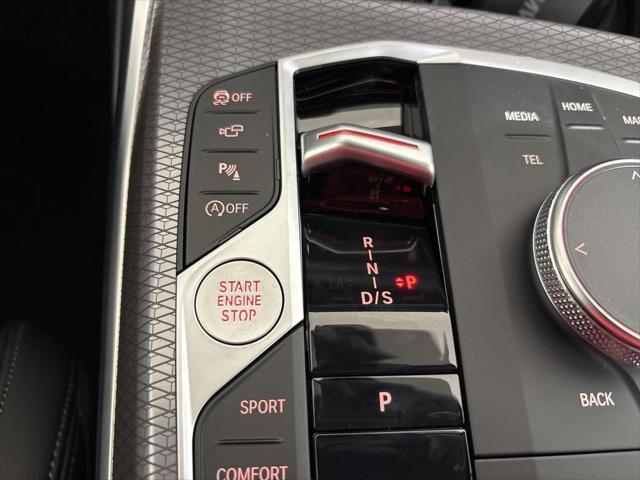 OFF
P
OFF
START
ENGINE
STOP
SPORT
COMFORT
R
N
D/S
P
P
MEDIA
HOME
TEL
BACK